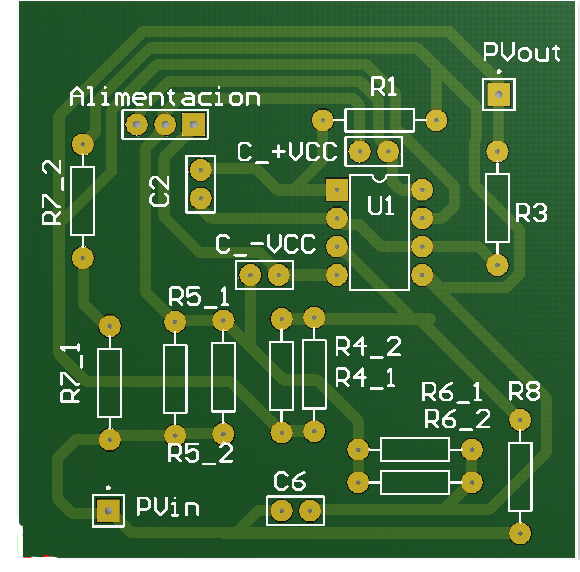 PVout
R1
Alimentacion
C_+VCC
R7_2
C2
U1
R3
C_-VCC
R5_1
R4_2
R4_1
R7_1
R6_1
R8
R6_2
R5_2
C6
PVin